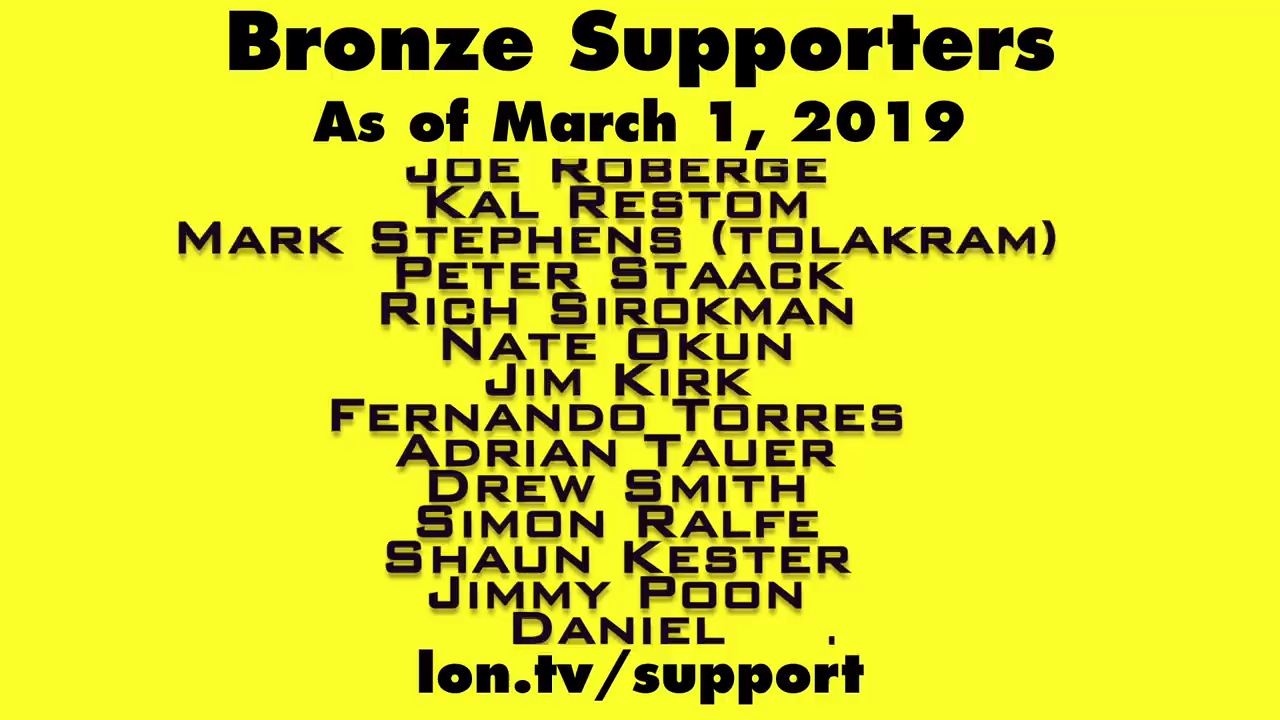 Bronze Supporters
As of March 1, 2019
JOE ROBERGE
KAL RESTOM
MARK STEPHENS (TOLAKRAM)
PETER STAACK
RICH SIROKMAN
NATE OKUN
JIM KIRK
FERNANDO TORRES
ADRIAN TAUER
DREW SMITH
SIMON RALFE
SHAUN KESTER
JIMMY POON
DANIEL .
lon.tv/support